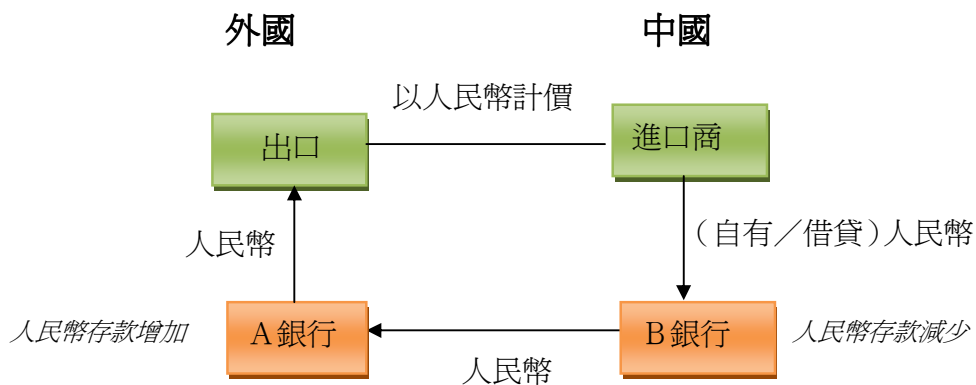 外國
中國
以人民幣計價
出口
進口商
人民幣
（自有／借貸）人民幣
人民幣存款增加
A銀行
B銀行
人民幣存款減少
人民幣